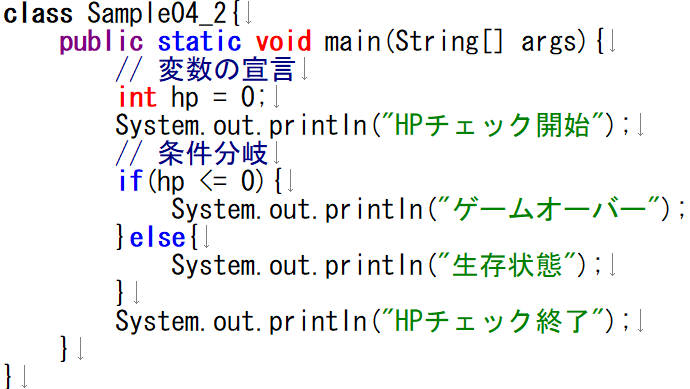 class Sample04_2{↓
    public static void main(String[] args){↓
        // 変数の宣言↓
        int hp = 0;↓
        System.out.println("HPチェック開始");↓
        // 条件分岐↓
        if(hp <= 0){↓
            System.out.println("ゲームオーバー");↓
        }else{↓
            System.out.println("生存状態");↓
        }↓
        System.out.println("HPチェック終了");↓
    }↓
}↓